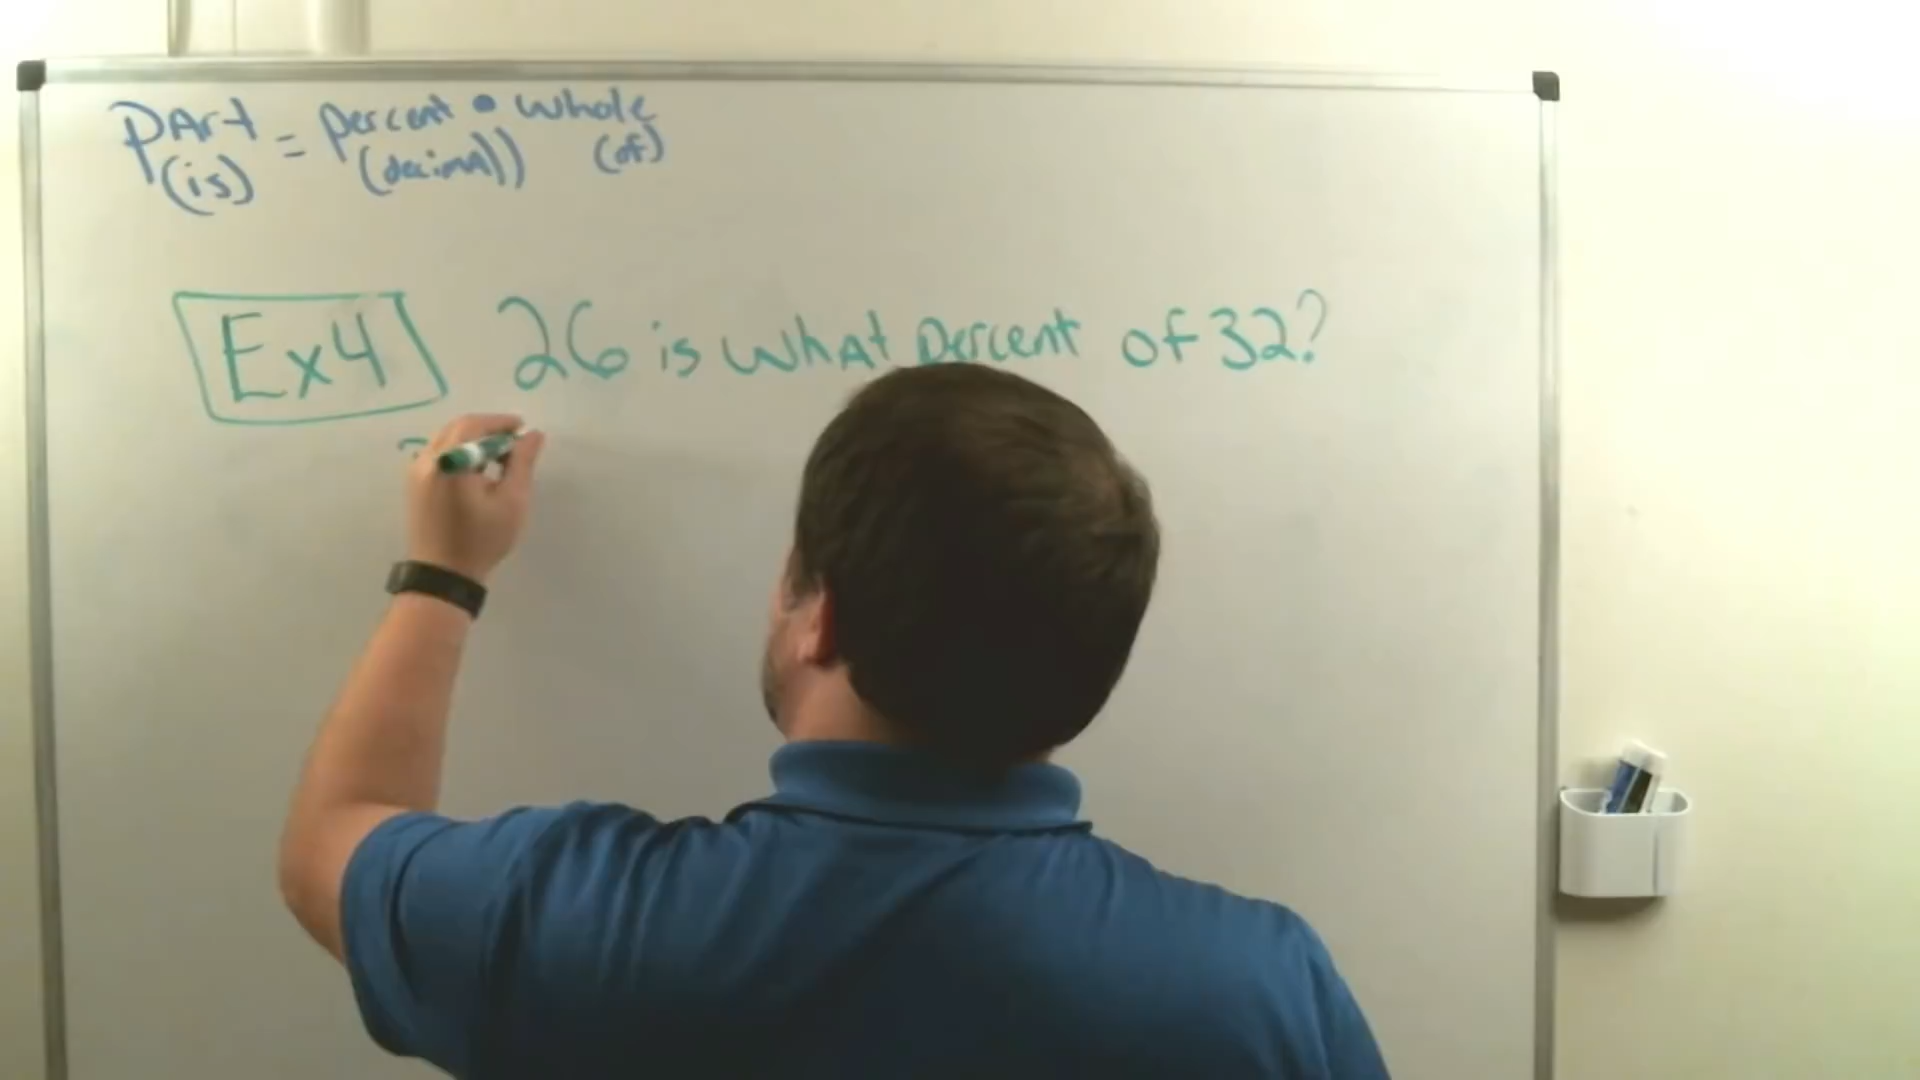 PArt = percent • whole
(is) (decimAl) (of)
Ex4 26 is whAt percent of 32?